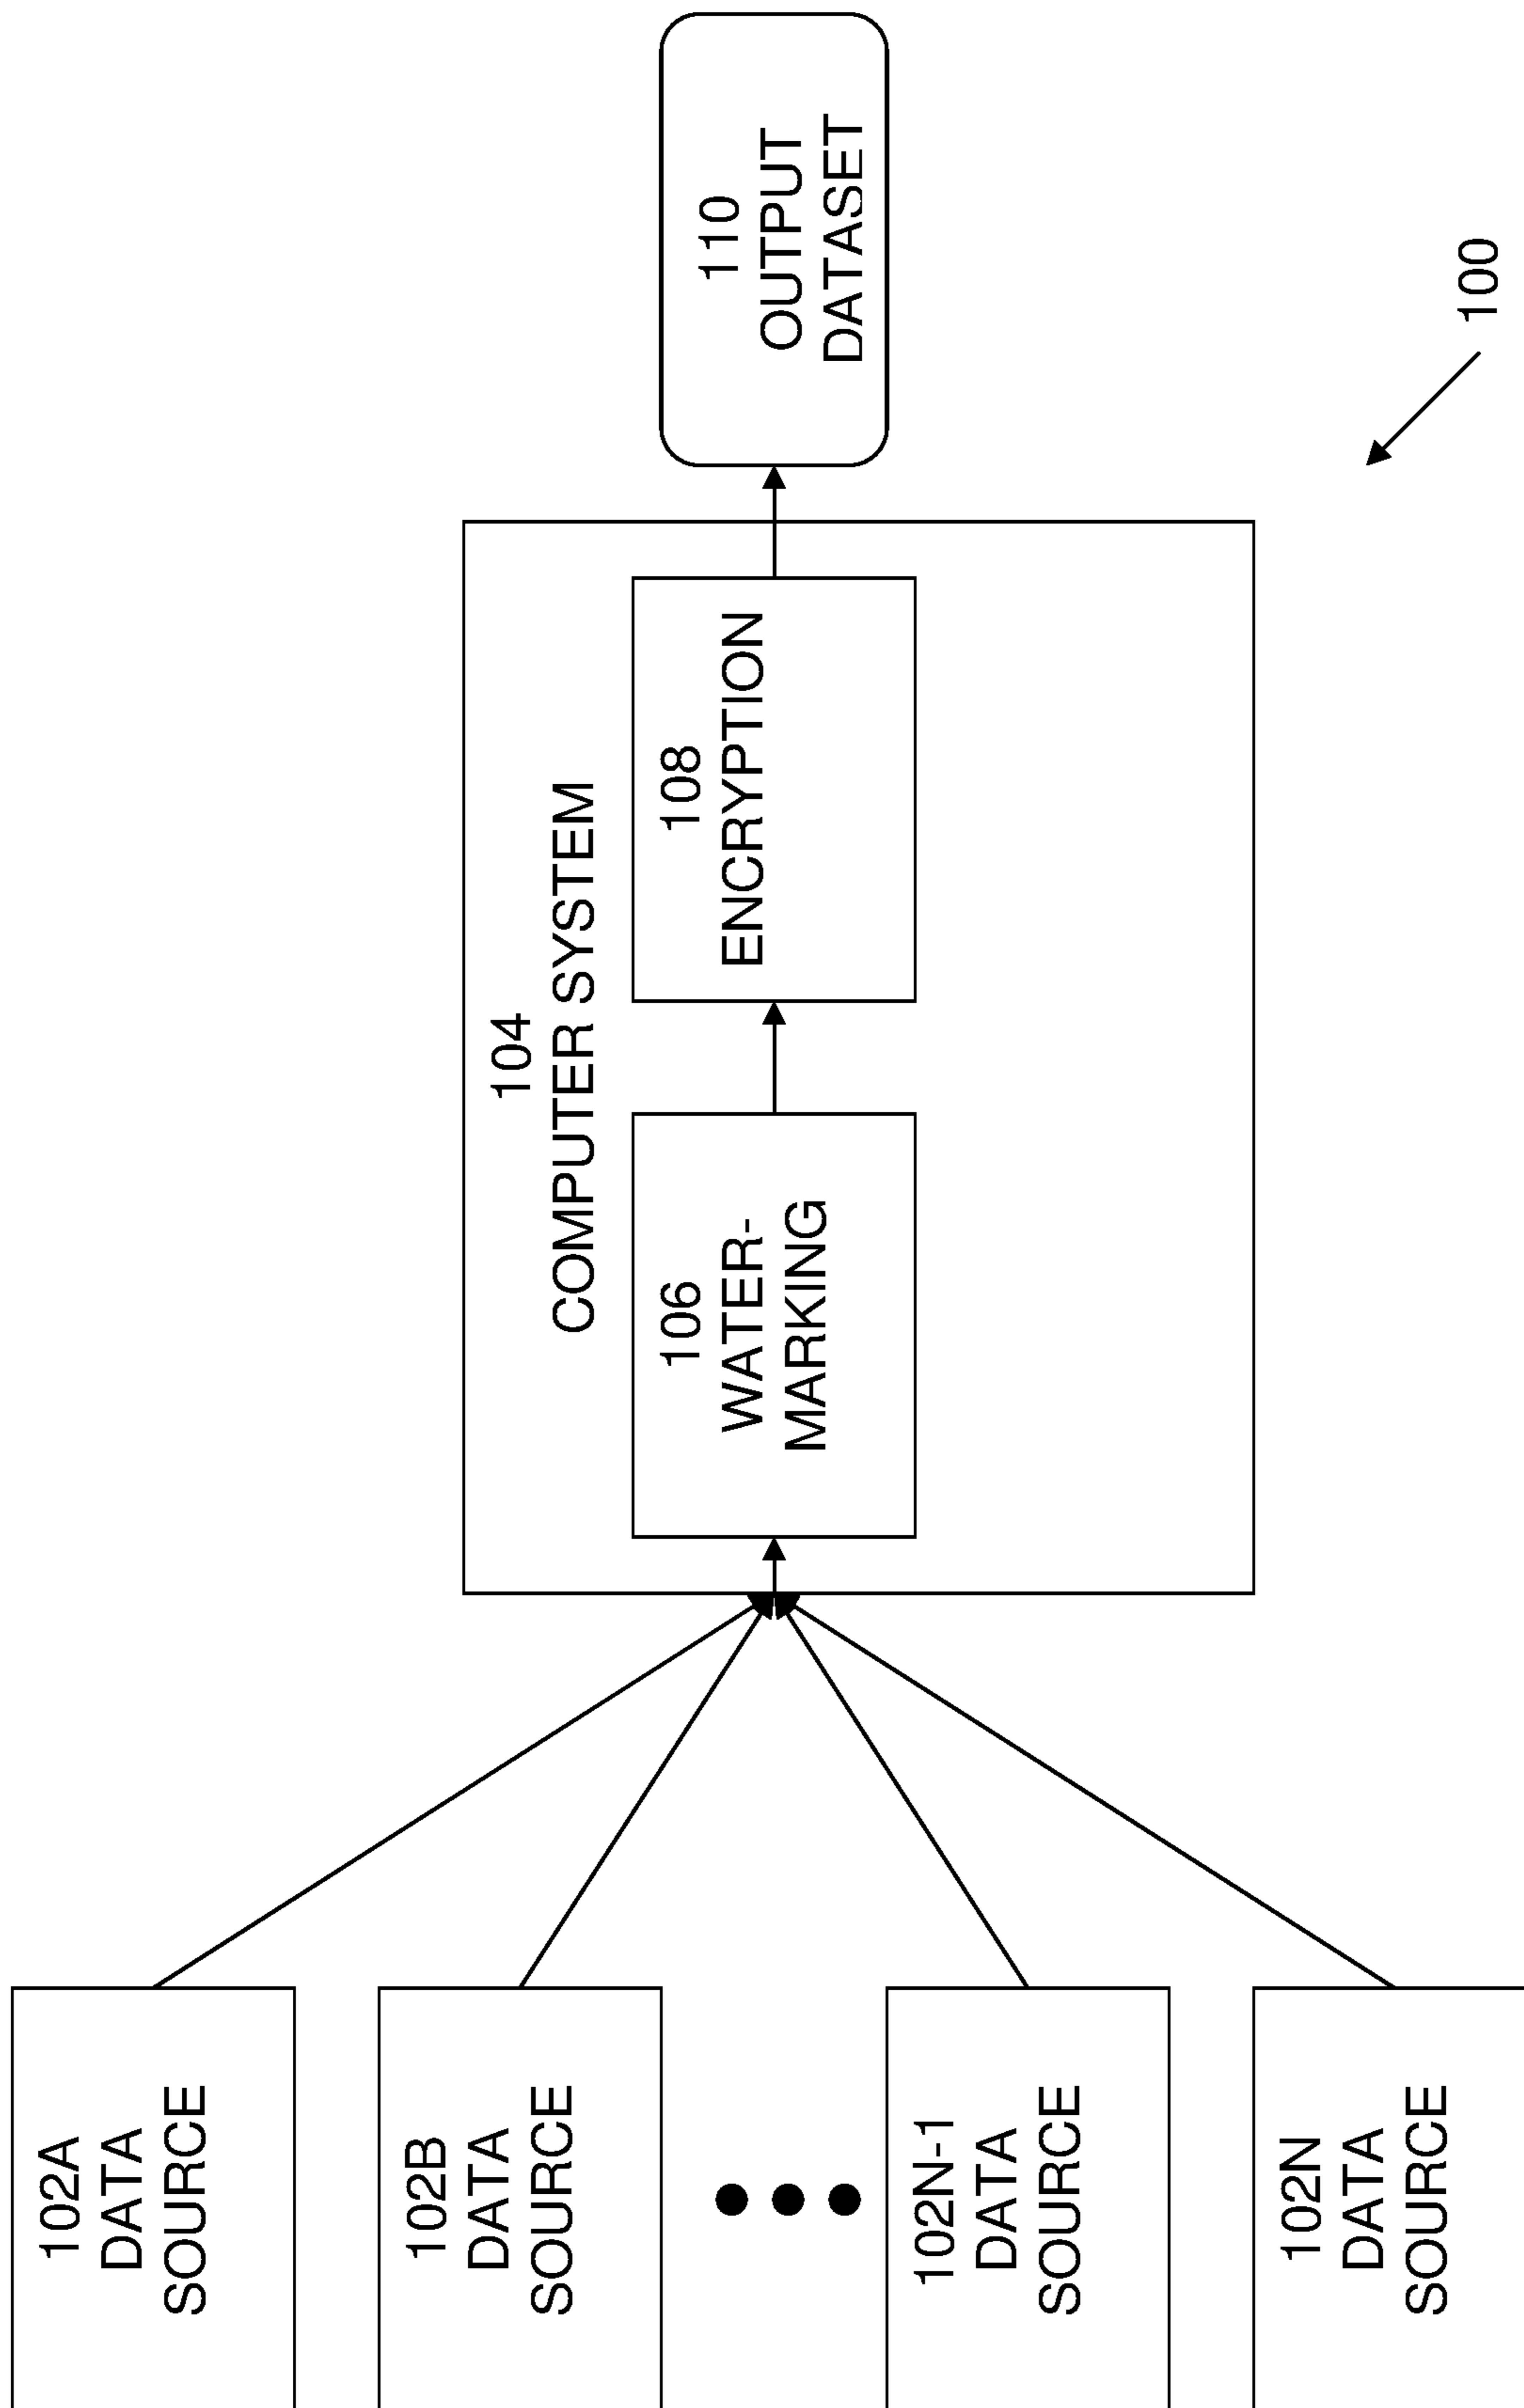 102A
DATA
SOURCE
102B
DATA
SOURCE
102N-1
DATA
SOURCE
102N
DATA
SOURCE
104
COMPUTER SYSTEM
106
WATER-
MARKING
108
ENCRYPTION
110
OUTPUT
DATASET
100